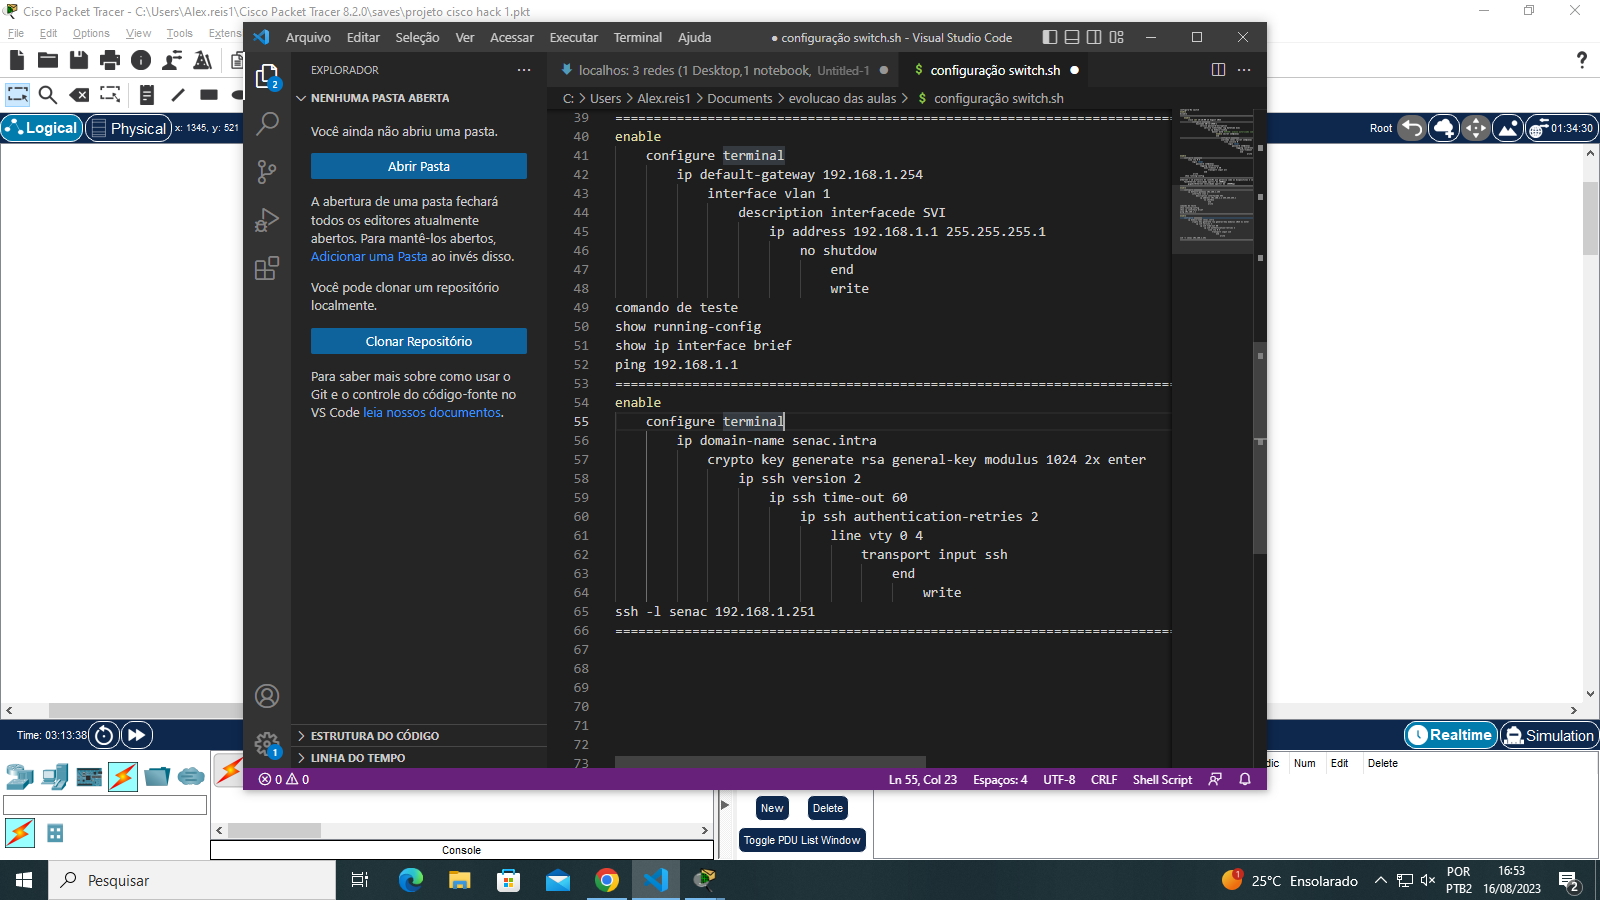 Cisco Packet Tracer - C:\Users\Alex.reis1\Cisco Packet Tracer 8.2.0\saves\projeto cisco hack 1.pkt
File Edit Options View Tools Extens
Arquivo Editar Seleção Ver Acessar Executar Terminal Ajuda
● configuração switch.sh - Visual Studio Code
Logical Physical x: 1345, y: 521
Root 01:34:30
EXPLORADOR
NENHUMA PASTA ABERTA
Você ainda não abriu uma pasta.
Abrir Pasta
A abertura de uma pasta fechará
todos os editores atualmente
abertos. Para mantê-los abertos,
Adicionar uma Pasta ao invés disso.
Você pode clonar um repositório
localmente.
Clonar Repositório
Para saber mais sobre como usar o
Git e o controle do código-fonte no
VS Code leia nossos documentos.
ESTRUTURA DO CÓDIGO
LINHA DO TEMPO
2
1
localhos: 3 redes (1 Desktop,1 notebook, Untitled-1 ●
$ configuração switch.sh ●
C: > Users > Alex.reis1 > Documents > evolucao das aulas > $ configuração switch.sh
39 =========================================================================
40 enable
41 configure terminal
42 ip default-gateway 192.168.1.254
43 interface vlan 1
44 description interfacede SVI
45 ip address 192.168.1.1 255.255.255.1
46 no shutdow
47 end
48 write
49 comando de teste
50 show running-config
51 show ip interface brief
52 ping 192.168.1.1
53 =========================================================================
54 enable
55 configure terminal
56 ip domain-name senac.intra
57 crypto key generate rsa general-key modulus 1024 2x enter
58 ip ssh version 2
59 ip ssh time-out 60
60 ip ssh authentication-retries 2
61 line vty 0 4
62 transport input ssh
63 end
64 write
65 ssh -l senac 192.168.1.251
66 =========================================================================
67
68
69
70
71
72
73
0 0
Ln 55, Col 23 Espaços: 4 UTF-8 CRLF Shell Script
Time: 03:13:38
Realtime Simulation
dic Num Edit Delete
New Delete
Toggle PDU List Window
Console
Pesquisar
1 25°C Ensolarado
POR
PTB2
16:53
16/08/2023
2